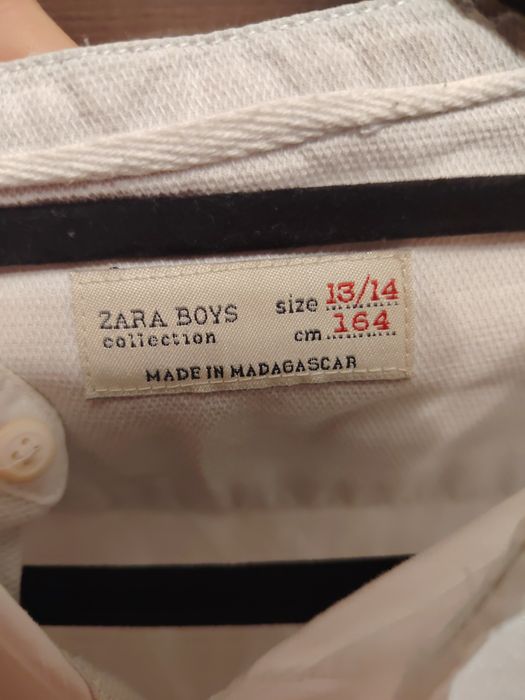 ZARA BOYS
collection
size 13/14
cm 164
MADE IN MADAGASCAR